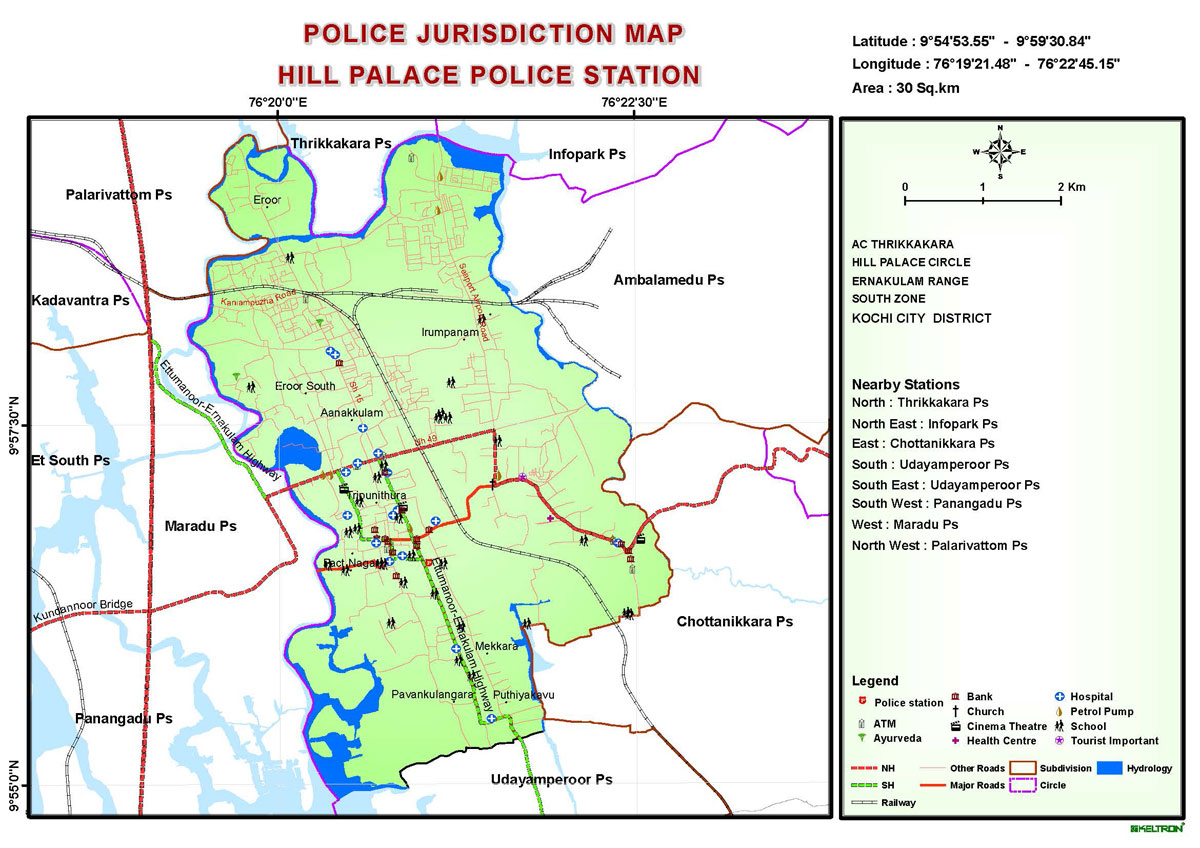 POLICE JURISDICTION MAP
HILL PALACE POLICE STATION
Latitude : 9°54'53.55" - 9°59'30.84"
Longitude : 76°19'21.48" - 76°22'45.15"
Area : 30 Sq.km
76°20'0"E
76°22'30"E
Thrikkakara Ps
Infopark Ps
Palarivattom Ps
Eroor
Ambalamedu Ps
Kadavantra Ps
Kaniampuzha Road
Seaport Airport Road
Irumpanam
Ettumanoor-Ernakulam Highway
Eroor South
Sh 15
Aanakkulam
9°57'30"N
Nh 49
Et South Ps
Tripunithura
Maradu Ps
Fact Nagar
Kundannoor Bridge
Ettumanoor-Ernakulam Highway
Chottanikkara Ps
Mekkara
Pavankulangara
Puthiyakavu
Panangadu Ps
9°55'0"N
Udayamperoor Ps
N
W
E
S
0
1
2 Km
AC THRIKKAKARA
HILL PALACE CIRCLE
ERNAKULAM RANGE
SOUTH ZONE
KOCHI CITY DISTRICT
Nearby Stations
North : Thrikkakara Ps
North East : Infopark Ps
East : Chottanikkara Ps
South : Udayamperoor Ps
South East : Udayamperoor Ps
South West : Panangadu Ps
West : Maradu Ps
North West : Palarivattom Ps
Legend
Police station
ATM
Ayurveda
Bank
Church
Cinema Theatre
Health Centre
Hospital
Petrol Pump
School
Tourist Important
NH
SH
Railway
Other Roads
Major Roads
Subdivision
Circle
Hydrology
KELTRON